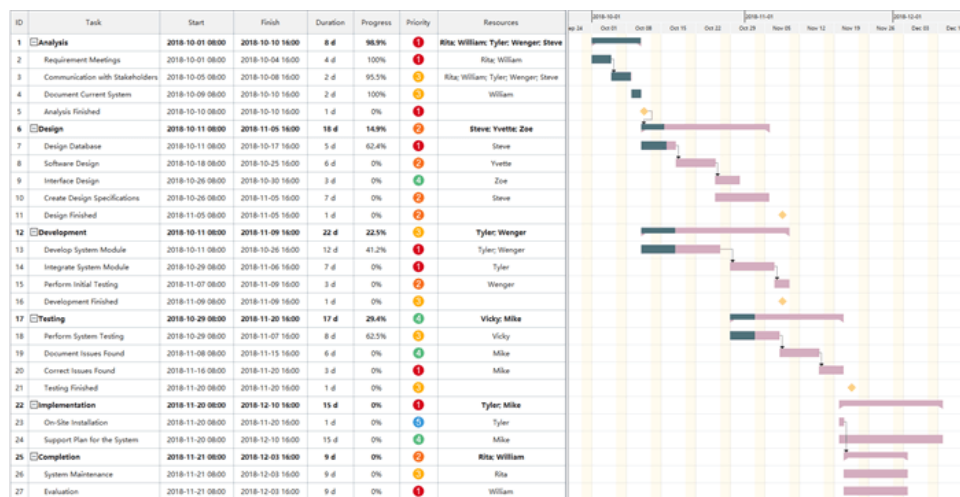 ID Task Start Finish Duration Progress Priority Resources
2018-10-01 2018-11-01 2018-12-01
ep 24 Oct 01 Oct 08 Oct 15 Oct 22 Oct 29 Nov 05 Nov 12 Nov 19 Nov 26 Dec 03 Dec 1
1 Analysis 2018-10-01 08:00 2018-10-10 16:00 8 d 98.9% 1 Rita; William; Tyler; Wenger; Steve
2 Requirement Meetings 2018-10-01 08:00 2018-10-04 16:00 4 d 100% 1 Rita; William
3 Communication with Stakeholders 2018-10-05 08:00 2018-10-08 16:00 2 d 95.5% 3 Rita; William; Tyler; Wenger; Steve
4 Document Current System 2018-10-09 08:00 2018-10-10 16:00 2 d 100% 3 William
5 Analysis Finished 2018-10-10 08:00 2018-10-10 16:00 1 d 0% 1
6 Design 2018-10-11 08:00 2018-11-05 16:00 18 d 14.9% 2 Steve; Yvette; Zoe
7 Design Database 2018-10-11 08:00 2018-10-17 16:00 5 d 62.4% 1 Steve
8 Software Design 2018-10-18 08:00 2018-10-25 16:00 6 d 0% 2 Yvette
9 Interface Design 2018-10-26 08:00 2018-10-30 16:00 3 d 0% 4 Zoe
10 Create Design Specifications 2018-10-26 08:00 2018-11-05 16:00 7 d 0% 2 Steve
11 Design Finished 2018-11-05 08:00 2018-11-05 16:00 1 d 0% 2
12 Development 2018-10-11 08:00 2018-11-09 16:00 22 d 22.5% 3 Tyler; Wenger
13 Develop System Module 2018-10-11 08:00 2018-10-26 16:00 12 d 41.2% 1 Tyler; Wenger
14 Integrate System Module 2018-10-29 08:00 2018-11-06 16:00 7 d 0% 1 Tyler
15 Perform Initial Testing 2018-11-07 08:00 2018-11-09 16:00 3 d 0% 2 Wenger
16 Development Finished 2018-11-09 08:00 2018-11-09 16:00 1 d 0% 3
17 Testing 2018-10-29 08:00 2018-11-20 16:00 17 d 29.4% 4 Vicky; Mike
18 Perform System Testing 2018-10-29 08:00 2018-11-07 16:00 8 d 62.5% 3 Vicky
19 Document Issues Found 2018-11-08 08:00 2018-11-15 16:00 6 d 0% 4 Mike
20 Correct Issues Found 2018-11-16 08:00 2018-11-20 16:00 3 d 0% 1 Mike
21 Testing Finished 2018-11-20 08:00 2018-11-20 16:00 1 d 0% 3
22 Implementation 2018-11-20 08:00 2018-12-10 16:00 15 d 0% 1 Tyler; Mike
23 On-Site Installation 2018-11-20 08:00 2018-11-20 16:00 1 d 0% 5 Tyler
24 Support Plan for the System 2018-11-20 08:00 2018-12-10 16:00 15 d 0% 4 Mike
25 Completion 2018-11-21 08:00 2018-12-03 16:00 9 d 0% 2 Rita; William
26 System Maintenance 2018-11-21 08:00 2018-12-03 16:00 9 d 0% 3 Rita
27 Evaluation 2018-11-21 08:00 2018-12-03 16:00 9 d 0% 1 William